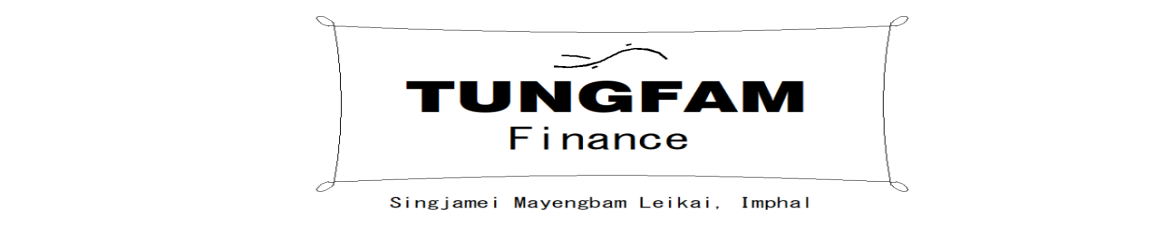 TUNGFAM
Finance
Singjamei Mayengbam Leikai, Imphal